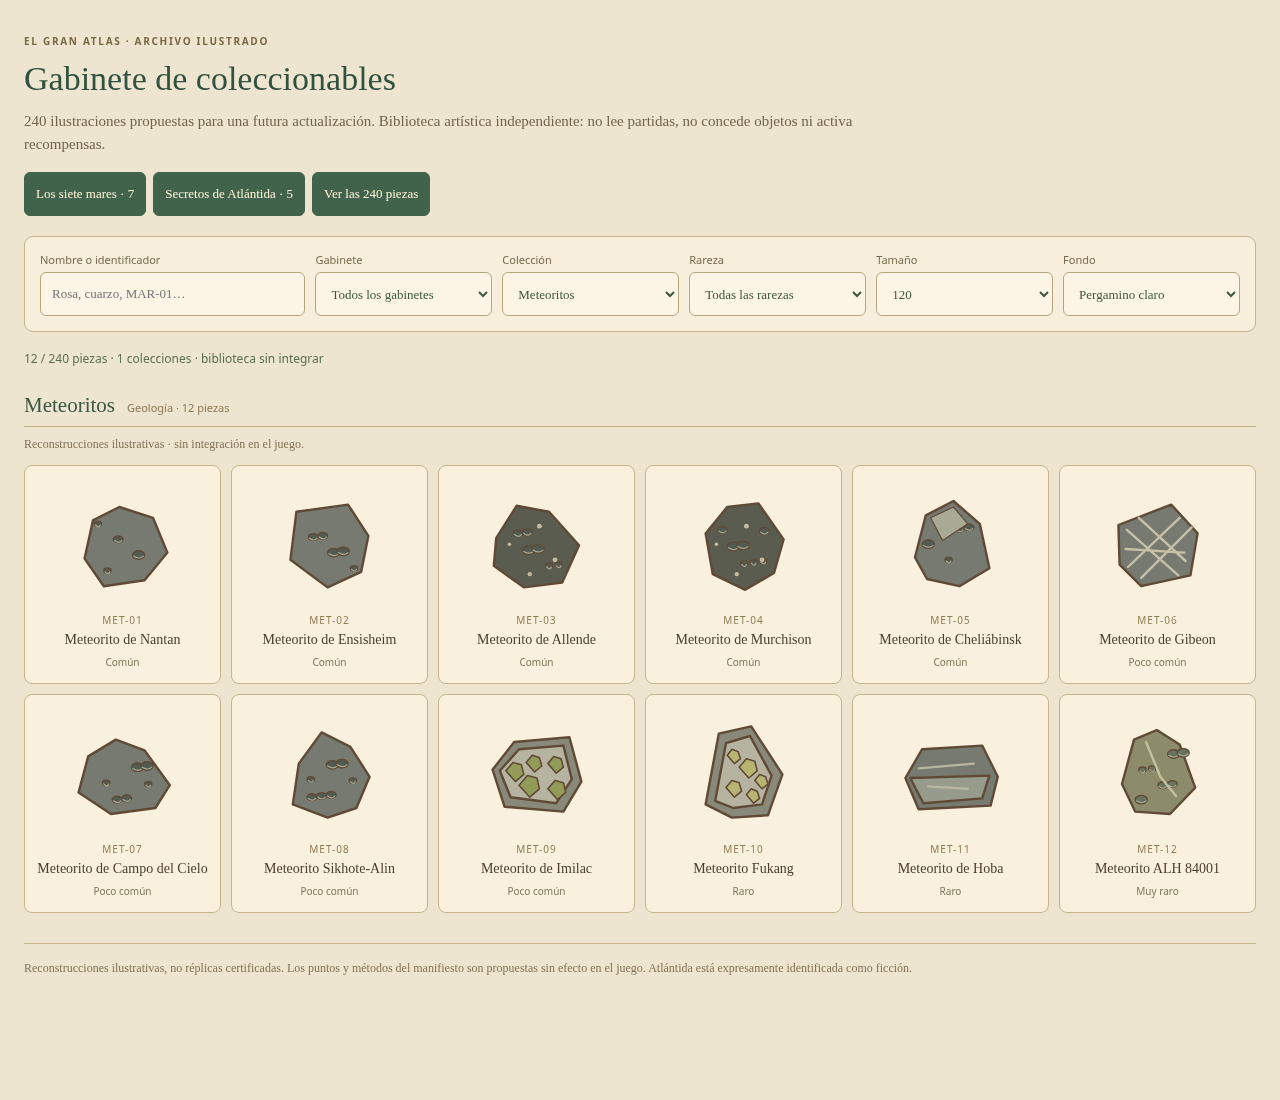 EL GRAN ATLAS · ARCHIVO ILUSTRADO
Gabinete de coleccionables
240 ilustraciones propuestas para una futura actualización. Biblioteca artística independiente: no lee partidas, no concede objetos ni activa
recompensas.
Los siete mares · 7
Secretos de Atlántida · 5
Ver las 240 piezas
Nombre o identificador
Gabinete
Colección
Rareza
Tamaño
Fondo
Rosa, cuarzo, MAR-01…
Todos los gabinetes
Meteoritos
Todas las rarezas
120
Pergamino claro
12 / 240 piezas · 1 colecciones · biblioteca sin integrar
Meteoritos
Geología · 12 piezas
Reconstrucciones ilustrativas · sin integración en el juego.
MET-01
Meteorito de Nantan
Común
MET-02
Meteorito de Ensisheim
Común
MET-03
Meteorito de Allende
Común
MET-04
Meteorito de Murchison
Común
MET-05
Meteorito de Cheliábinsk
Común
MET-06
Meteorito de Gibeon
Poco común
MET-07
Meteorito de Campo del Cielo
Poco común
MET-08
Meteorito Sikhote-Alin
Poco común
MET-09
Meteorito de Imilac
Poco común
MET-10
Meteorito Fukang
Raro
MET-11
Meteorito de Hoba
Raro
MET-12
Meteorito ALH 84001
Muy raro
Reconstrucciones ilustrativas, no réplicas certificadas. Los puntos y métodos del manifiesto son propuestas sin efecto en el juego. Atlántida está expresamente identificada como ficción.